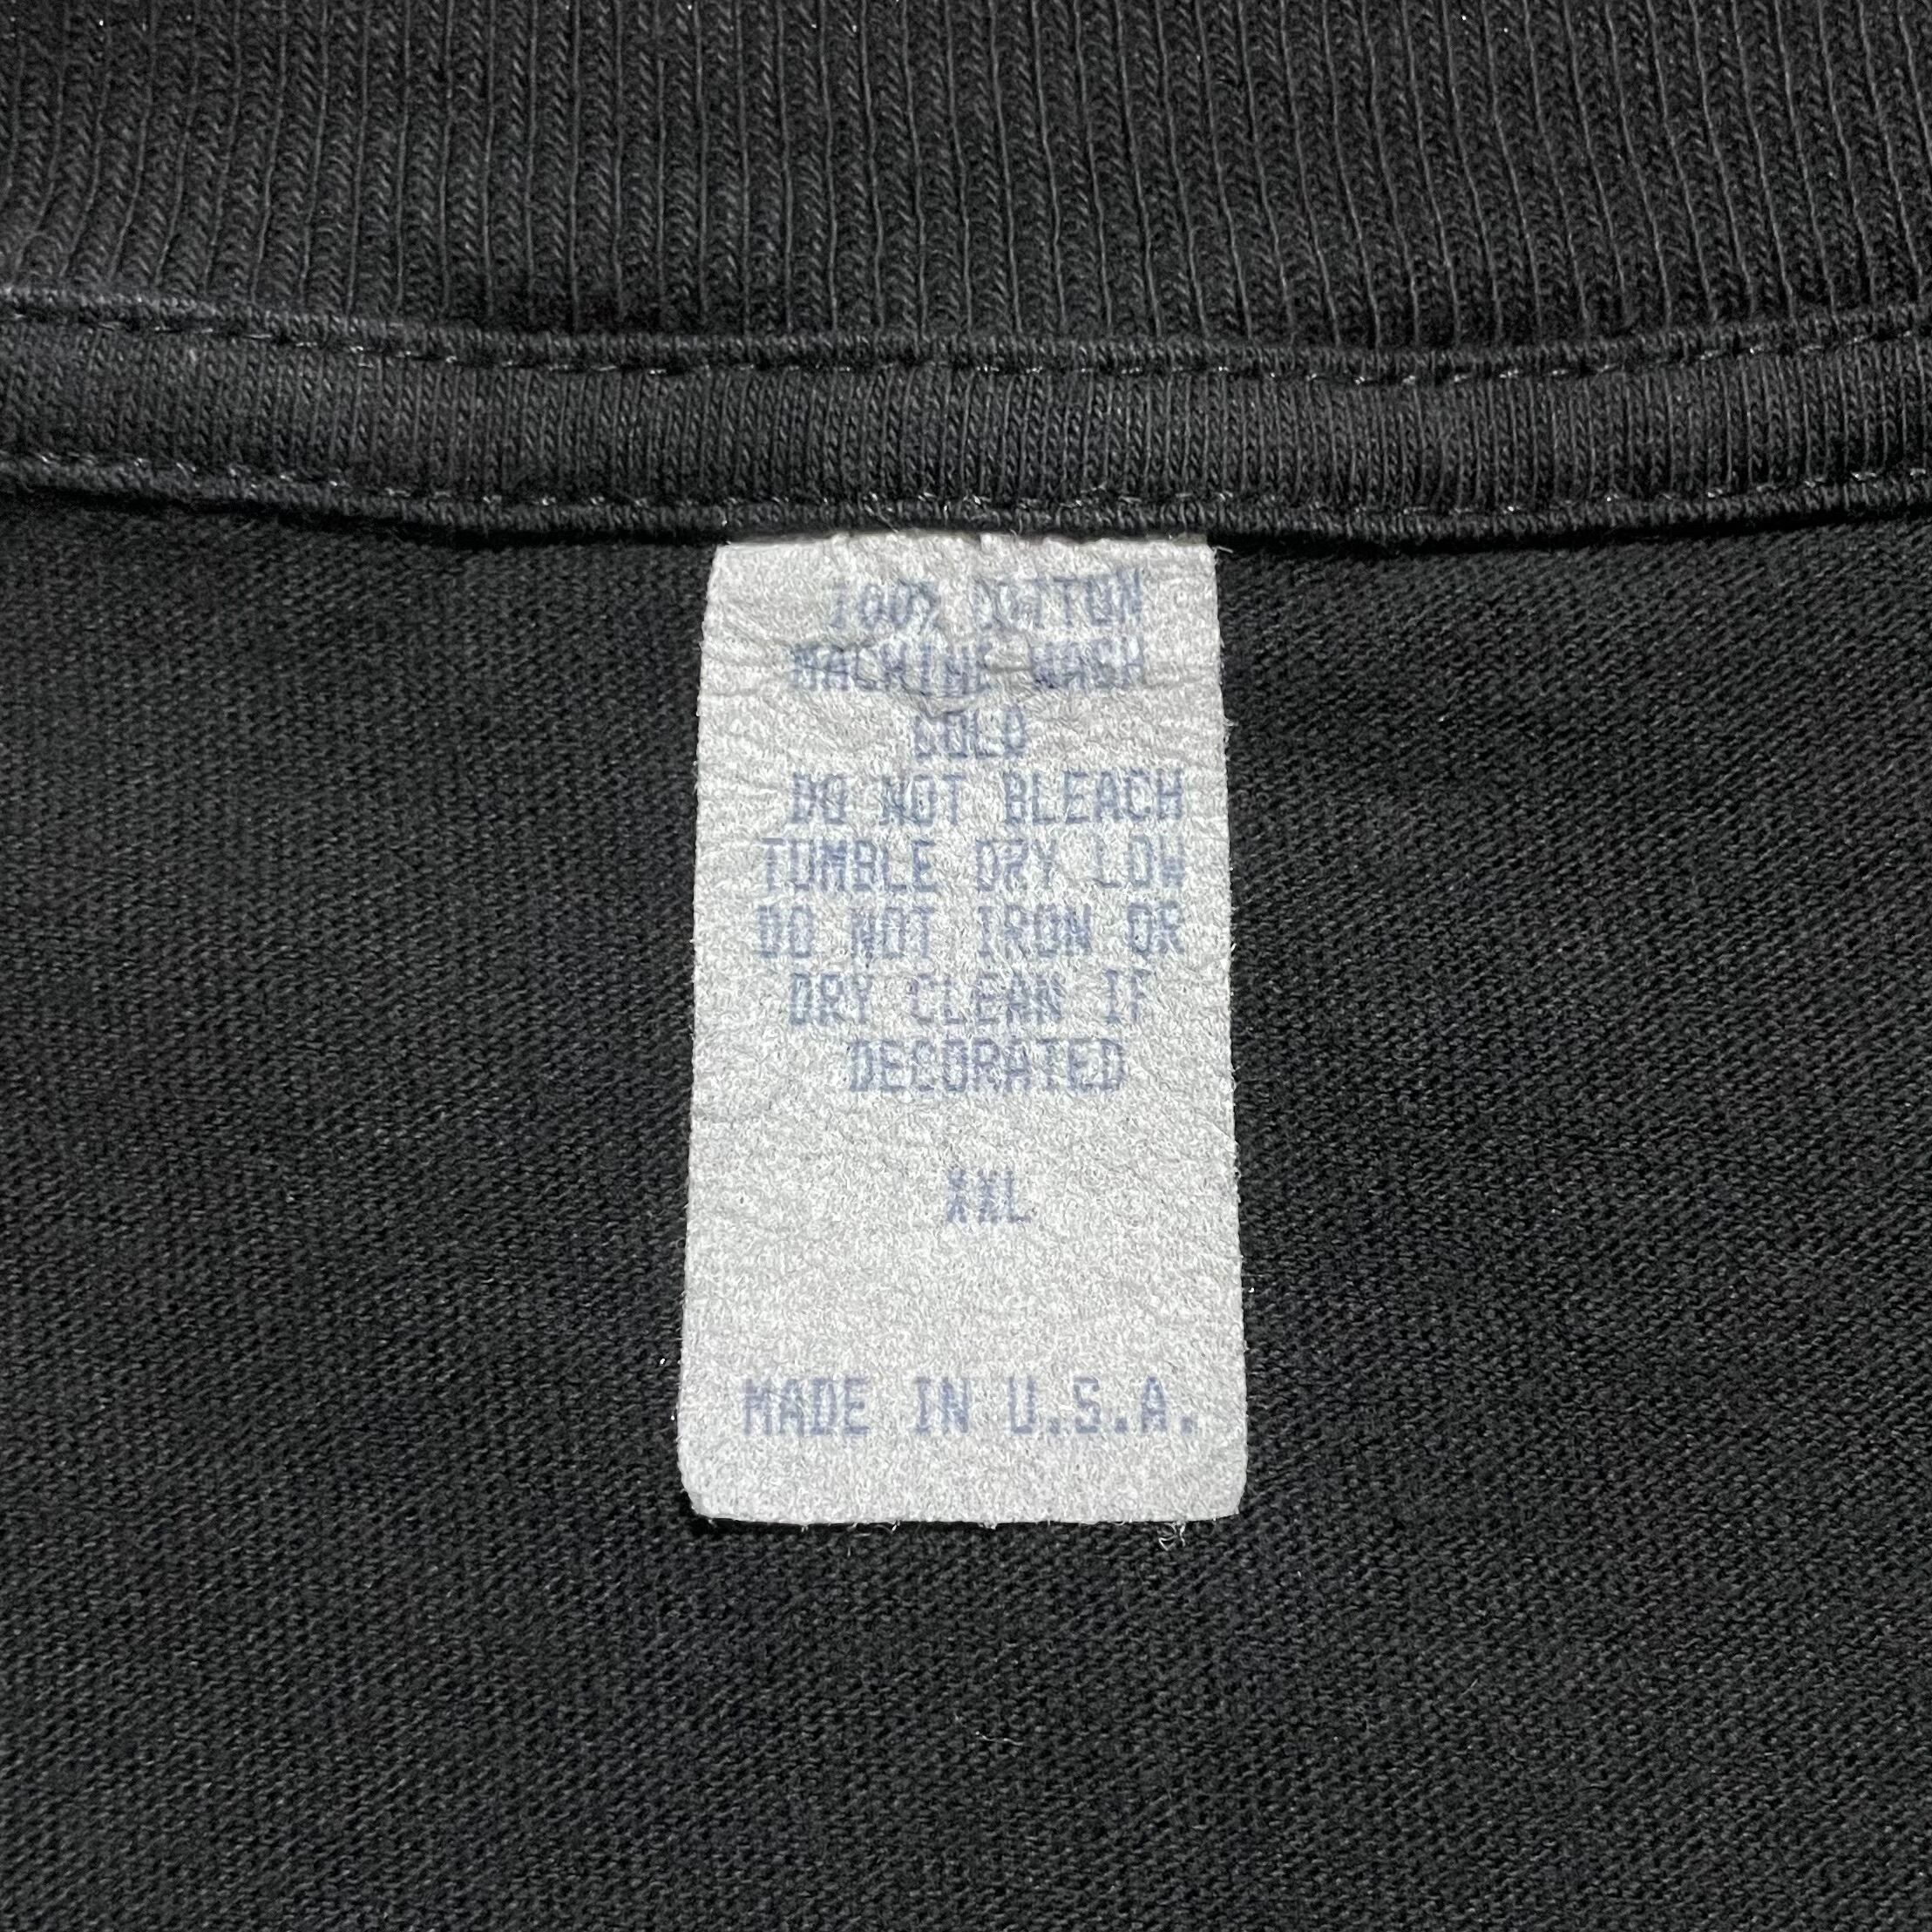 100% COTTON
MACHINE WASH
COLD
DO NOT BLEACH
TUMBLE DRY LOW
DO NOT IRON OR
DRY CLEAN IF
DECORATED
XXL
MADE IN U.S.A.